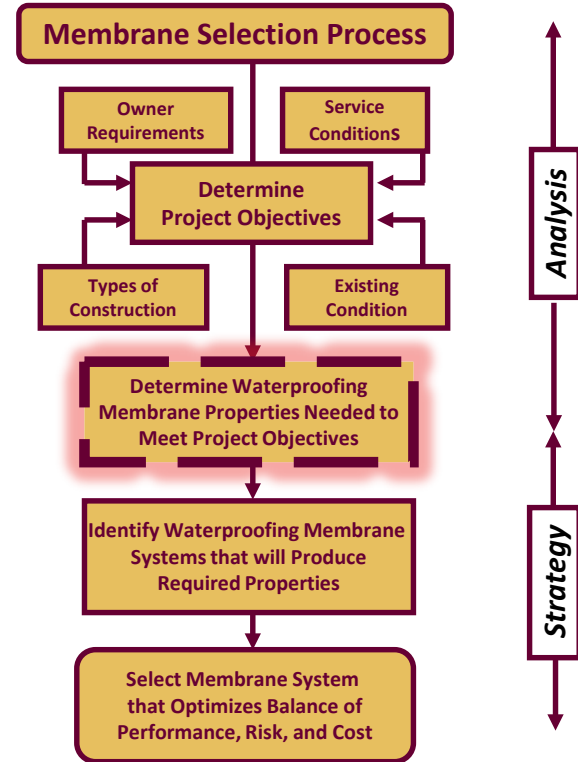 Membrane Selection Process
Owner
Requirements
Service
Conditions
Determine
Project Objectives
Types of
Construction
Existing
Condition
Determine Waterproofing
Membrane Properties Needed to
Meet Project Objectives
Identify Waterproofing Membrane
Systems that will Produce
Required Properties
Select Membrane System
that Optimizes Balance of
Performance, Risk, and Cost
Analysis
Strategy